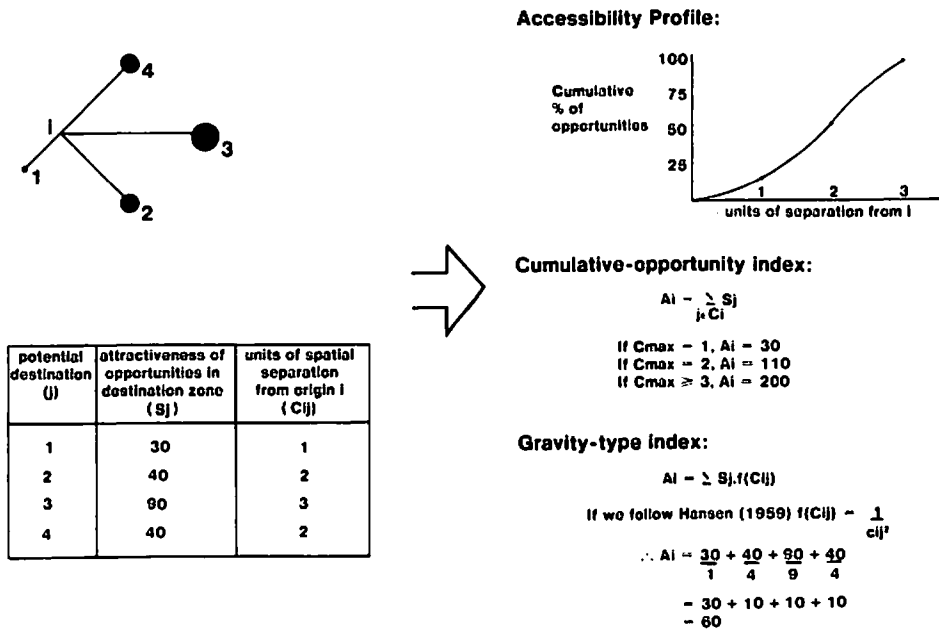 4
i
3
1
2
potential destination (j)
attractiveness of opportunities in destination zone (Sj)
units of spatial separation from origin i (Cij)
1 30 1
2 40 2
3 90 3
4 40 2
Accessibility Profile:
Cumulative % of opportunities
100
75
50
25
1 2 3
units of separation from i
Cumulative-opportunity index:
Ai = Σ Sj
j∈Ci
If Cmax = 1, Ai = 30
If Cmax = 2, Ai = 110
If Cmax ≥ 3, Ai = 200
Gravity-type index:
Ai = Σ Sj.f(Cij)
If we follow Hansen (1959) f(Cij) = 1
cij²
∴ Ai = 30 + 40 + 90 + 40
1 4 9 4
= 30 + 10 + 10 + 10
= 60